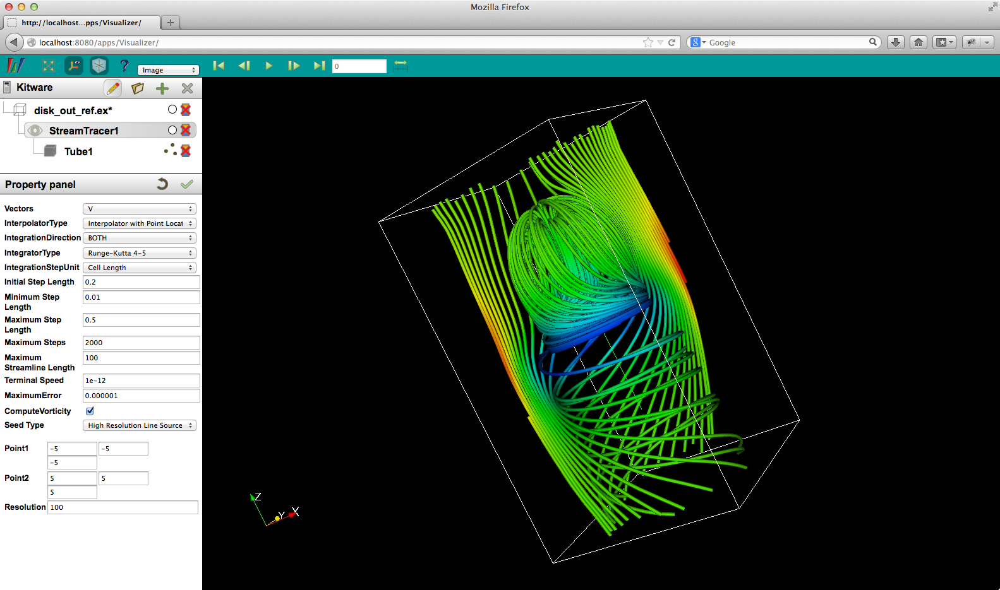 Mozilla Firefox
http://localhost...pps/Visualizer/
localhost:8080/apps/Visualizer/
Google
? Image 0
Kitware
disk_out_ref.ex*
StreamTracer1
Tube1
Property panel
Vectors V
InterpolatorType Interpolator with Point Locat
IntegrationDirection BOTH
IntegratorType Runge-Kutta 4-5
IntegrationStepUnit Cell Length
Initial Step Length 0.2
Minimum Step 0.01
Length
Maximum Step 0.5
Length
Maximum Steps 2000
Maximum 100
Streamline Length
Terminal Speed 1e-12
MaximumError 0.000001
ComputeVorticity
Seed Type High Resolution Line Source
Point1 -5 -5
-5
Point2 5 5
5
Resolution 100
Z
Y X